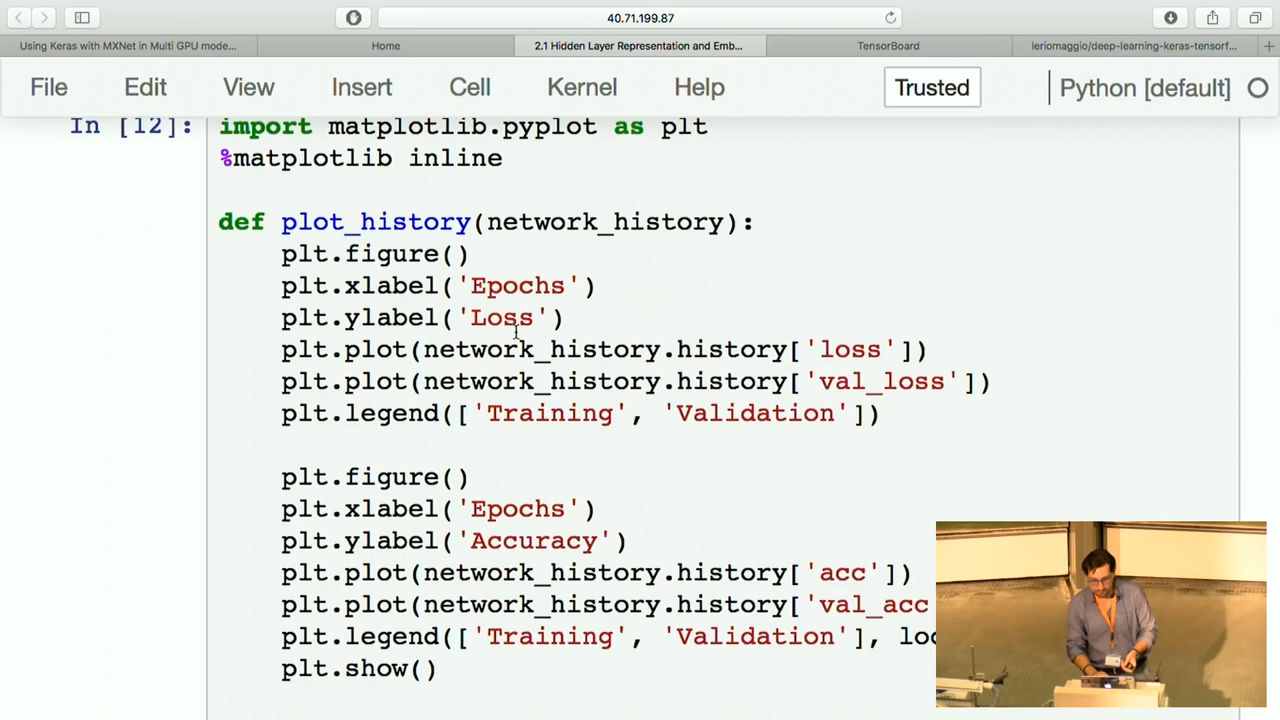 40.71.199.87
Using Keras with MXNet in Multi GPU mode...
Home
2.1 Hidden Layer Representation and Emb...
TensorBoard
leriomaggio/deep-learning-keras-tensorf...
File Edit View Insert Cell Kernel Help Trusted Python [default]
In [12]: import matplotlib.pyplot as plt
%matplotlib inline
def plot_history(network_history):
plt.figure()
plt.xlabel('Epochs')
plt.ylabel('Loss')
plt.plot(network_history.history['loss'])
plt.plot(network_history.history['val_loss'])
plt.legend(['Training', 'Validation'])
plt.figure()
plt.xlabel('Epochs')
plt.ylabel('Accuracy')
plt.plot(network_history.history['acc'])
plt.plot(network_history.history['val_acc
plt.legend(['Training', 'Validation'], loc
plt.show()